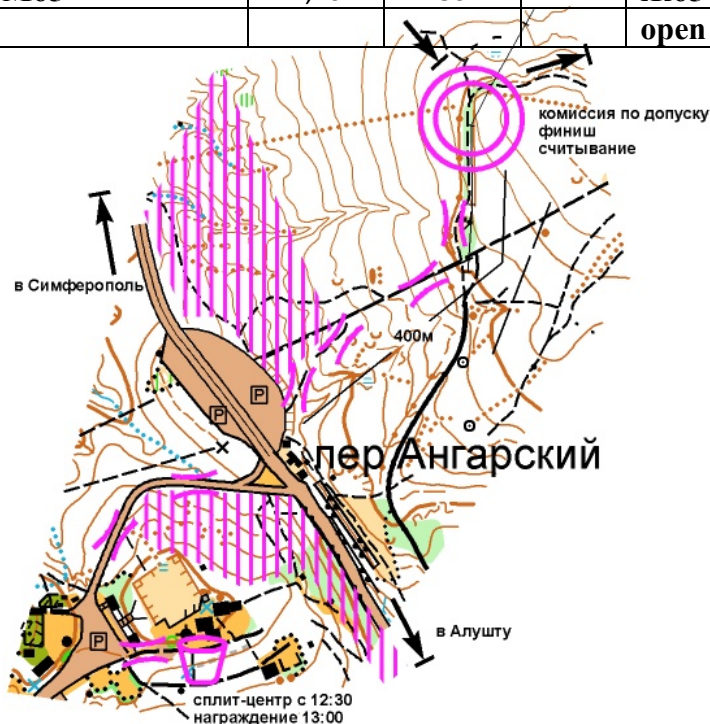 open
комиссия по допуску
финиш
считывание
в Симферополь
400м
P
P
пер Ангарский
в Алушту
P
сплит-центр с 12:30
награждение 13:00